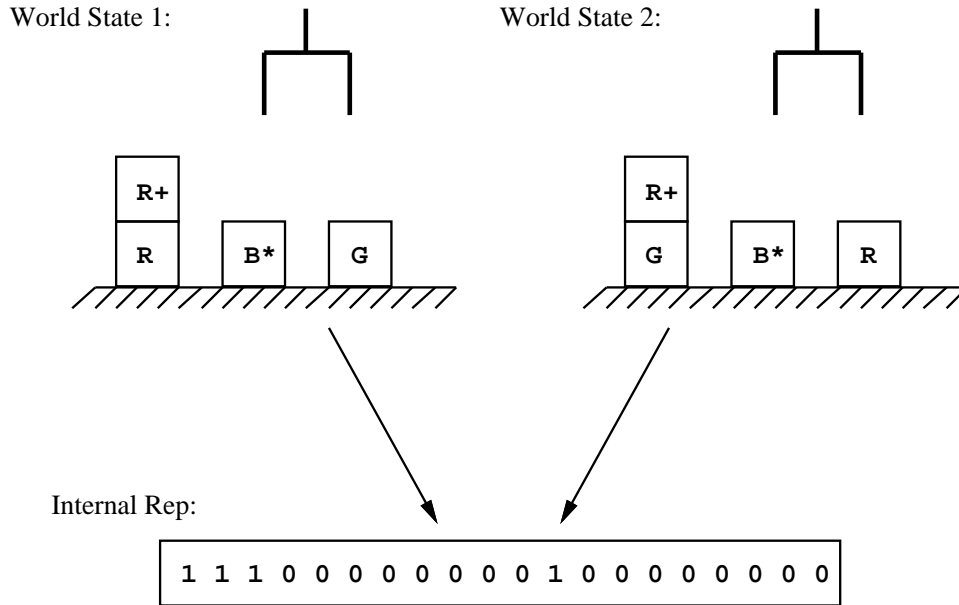 World State 1:
World State 2:
R+
R+
R B* G
G B* R
Internal Rep:
1 1 1 0 0 0 0 0 0 0 0 1 0 0 0 0 0 0 0 0